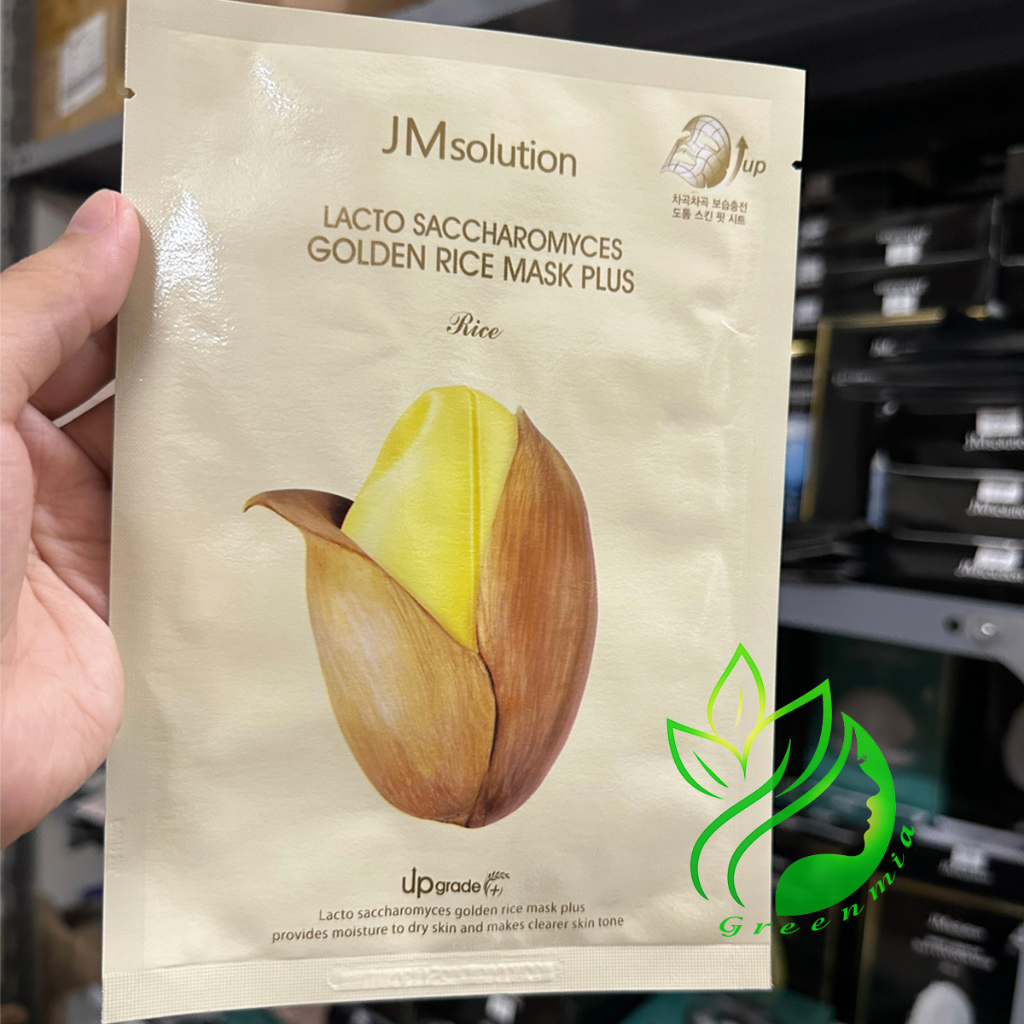 JMsolution
up
차곡차곡 보습충전
도톰 스킨 핏 시트
LACTO SACCHAROMYCES
GOLDEN RICE MASK PLUS
Rice
upgrade
Lacto saccharomyces golden rice mask plus
provides moisture to dry skin and makes clearer skin tone
Greenmia
JMsolution